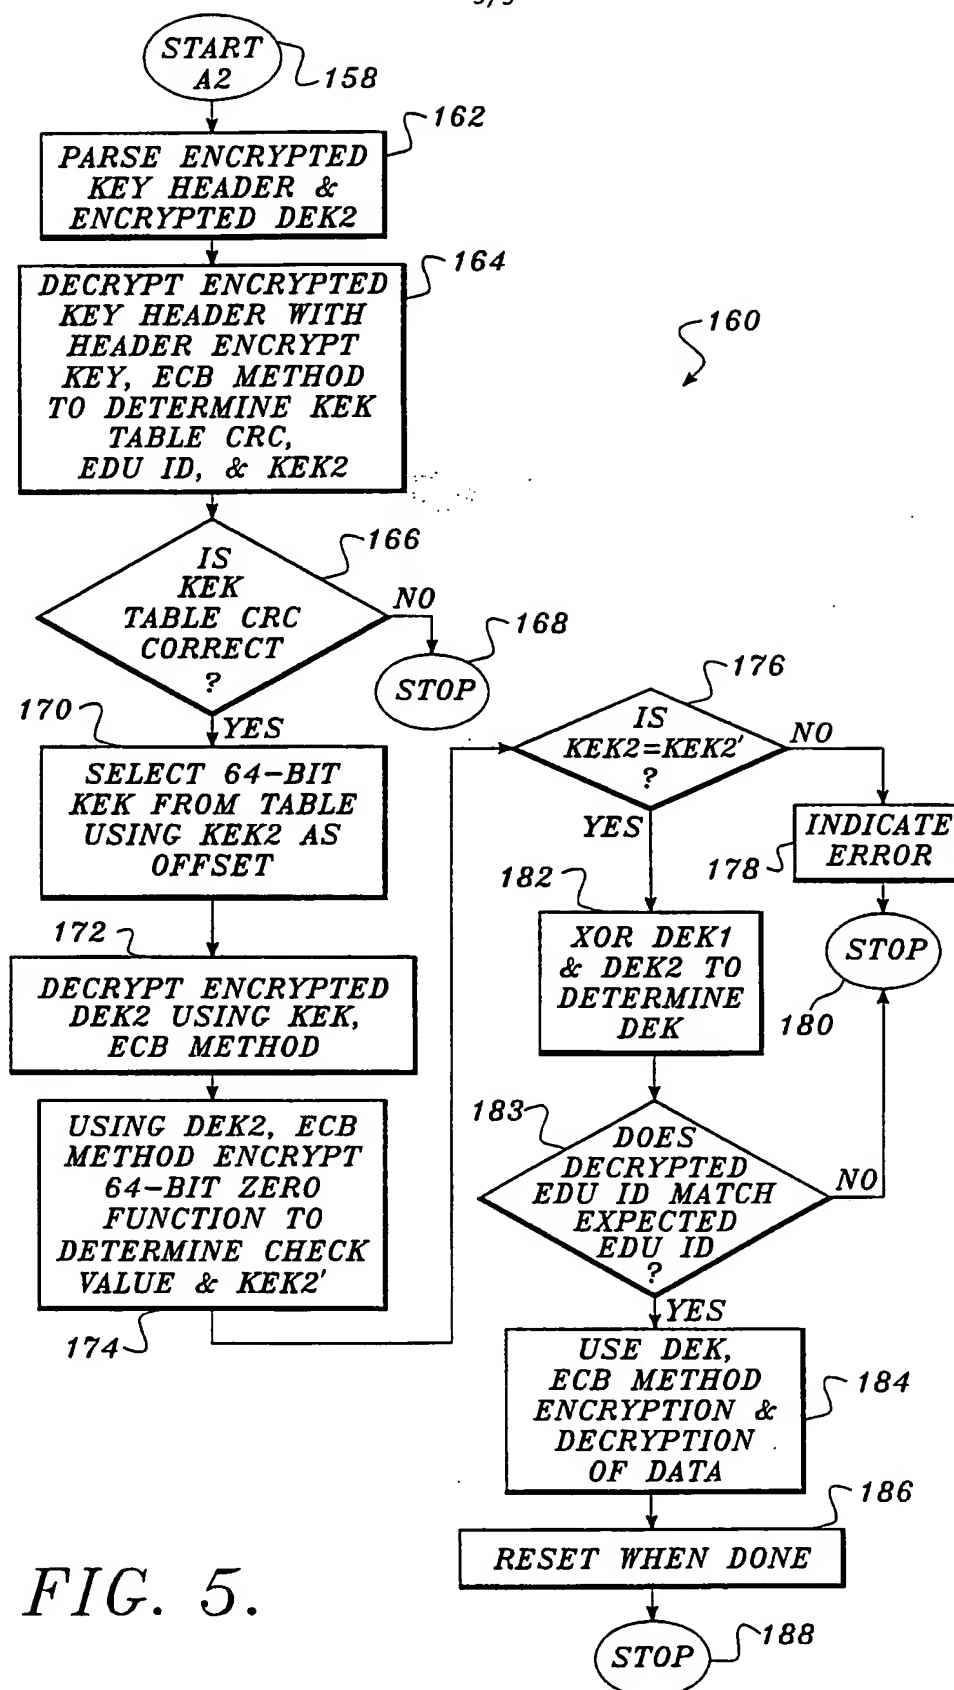 START
A2
158
162
PARSE ENCRYPTED
KEY HEADER &
ENCRYPTED DEK2
164
DECRYPT ENCRYPTED
KEY HEADER WITH
HEADER ENCRYPT
KEY, ECB METHOD
TO DETERMINE KEK
TABLE CRC,
EDU ID, & KEK2
160
166
IS
KEK
TABLE CRC
CORRECT
?
NO
168
STOP
YES
170
SELECT 64-BIT
KEK FROM TABLE
USING KEK2 AS
OFFSET
172
DECRYPT ENCRYPTED
DEK2 USING KEK,
ECB METHOD
USING DEK2, ECB
METHOD ENCRYPT
64-BIT ZERO
FUNCTION TO
DETERMINE CHECK
VALUE & KEK2'
174
176
IS
KEK2=KEK2'
?
NO
YES
INDICATE
ERROR
178
STOP
180
182
XOR DEK1
& DEK2 TO
DETERMINE
DEK
183
DOES
DECRYPTED
EDU ID MATCH
EXPECTED
EDU ID
?
NO
YES
USE DEK,
ECB METHOD
ENCRYPTION &
DECRYPTION
OF DATA
184
186
RESET WHEN DONE
STOP
188
FIG. 5.